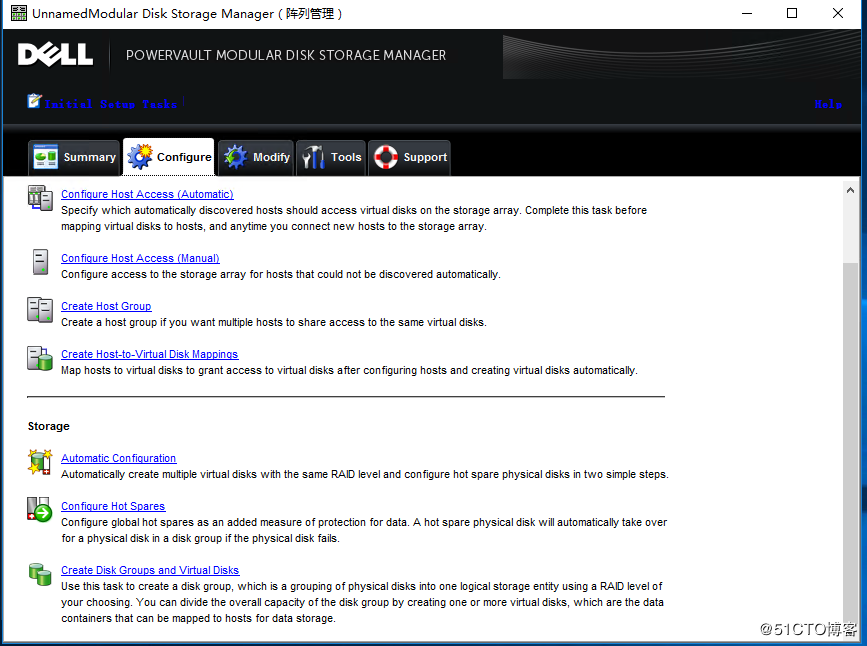 UnnamedModular Disk Storage Manager ( 阵列管理 )
DELL
POWERVAULT MODULAR DISK STORAGE MANAGER
Initial Setup Tasks
Help
Summary
Configure
Modify
Tools
Support
Configure Host Access (Automatic)
Specify which automatically discovered hosts should access virtual disks on the storage array. Complete this task before
mapping virtual disks to hosts, and anytime you connect new hosts to the storage array.
Configure Host Access (Manual)
Configure access to the storage array for hosts that could not be discovered automatically.
Create Host Group
Create a host group if you want multiple hosts to share access to the same virtual disks.
Create Host-to-Virtual Disk Mappings
Map hosts to virtual disks to grant access to virtual disks after configuring hosts and creating virtual disks automatically.
Storage
Automatic Configuration
Automatically create multiple virtual disks with the same RAID level and configure hot spare physical disks in two simple steps.
Configure Hot Spares
Configure global hot spares as an added measure of protection for data. A hot spare physical disk will automatically take over
for a physical disk in a disk group if the physical disk fails.
Create Disk Groups and Virtual Disks
Use this task to create a disk group, which is a grouping of physical disks into one logical storage entity using a RAID level of
your choosing. You can divide the overall capacity of the disk group by creating one or more virtual disks, which are the data
containers that can be mapped to hosts for data storage.
@51CTO博客